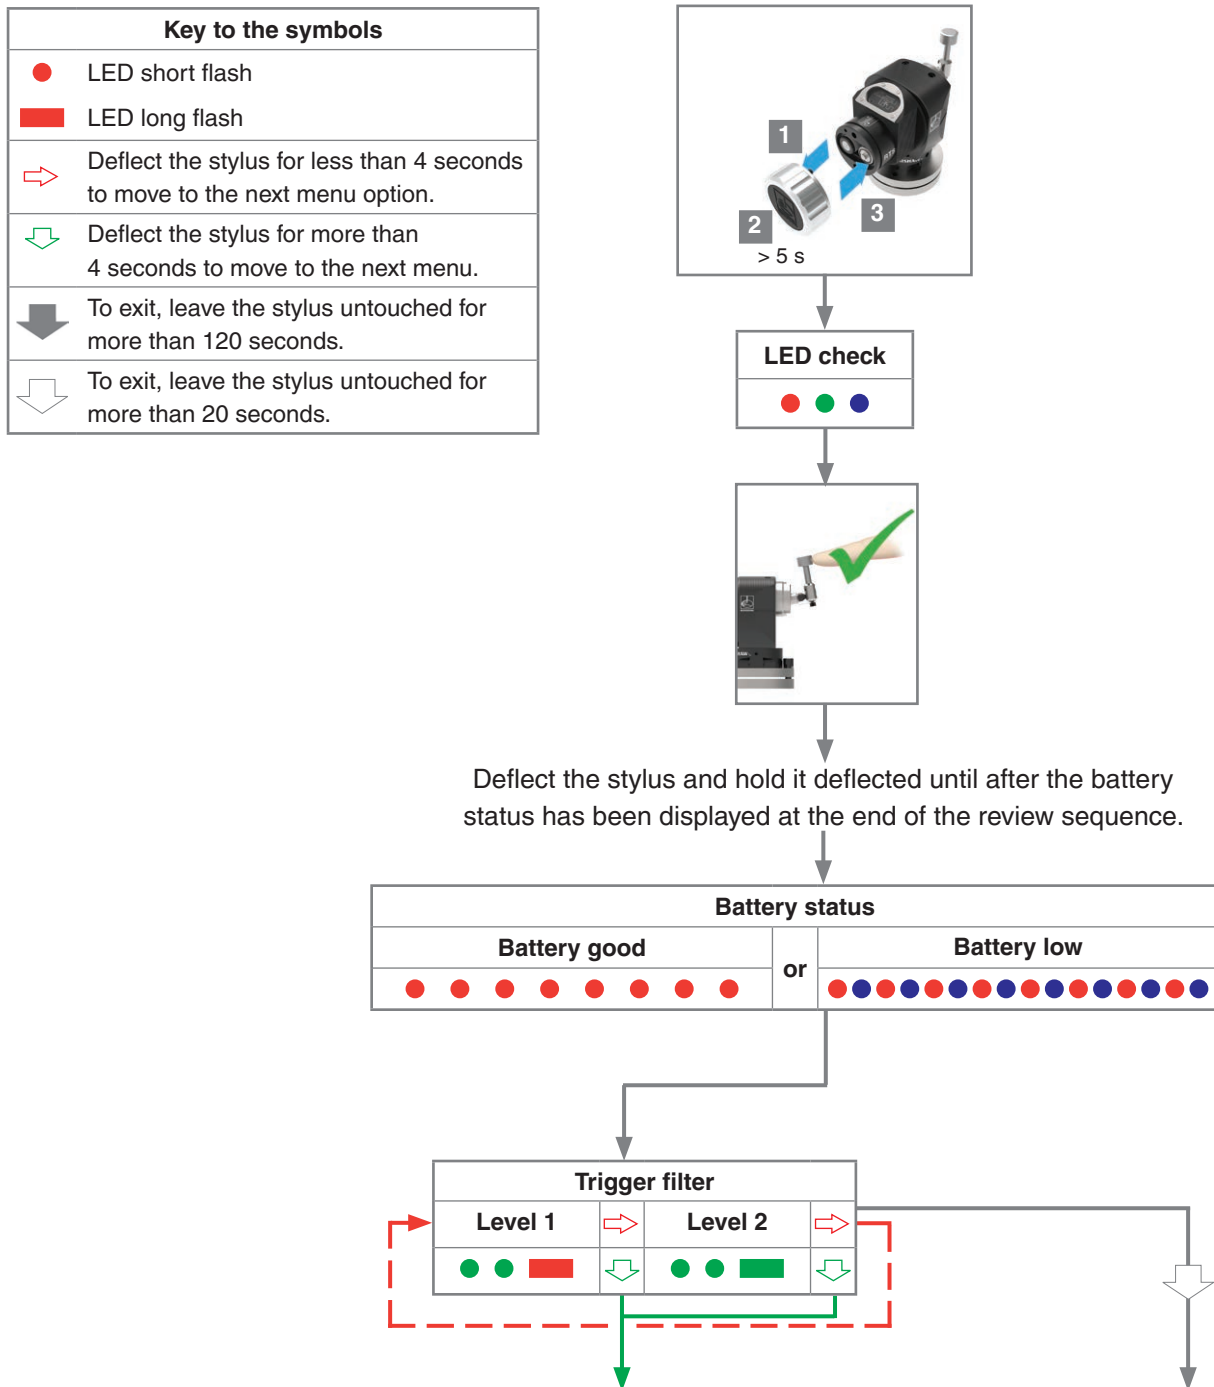 Key to the symbols
LED short flash
LED long flash
Deflect the stylus for less than 4 seconds
to move to the next menu option.
Deflect the stylus for more than
4 seconds to move to the next menu.
To exit, leave the stylus untouched for
more than 120 seconds.
To exit, leave the stylus untouched for
more than 20 seconds.
1
2
3
> 5 s
LED check
Deflect the stylus and hold it deflected until after the battery
status has been displayed at the end of the review sequence.
Battery status
Battery good
or
Battery low
Trigger filter
Level 1
Level 2